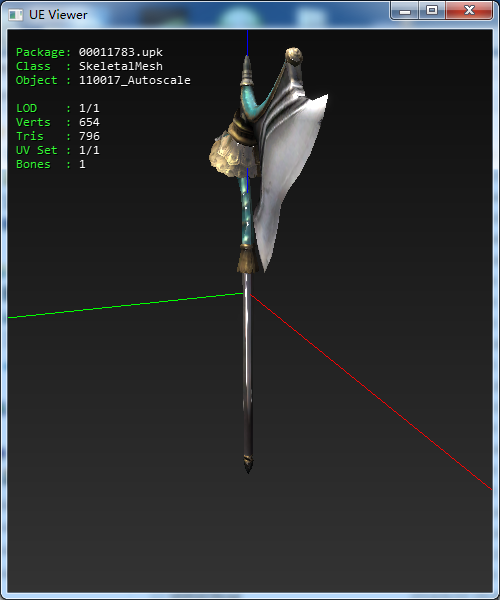 UE Viewer
Package: 00011783.upk
Class : SkeletalMesh
Object : 110017_Autoscale
LOD : 1/1
Verts : 654
Tris : 796
UV Set : 1/1
Bones : 1